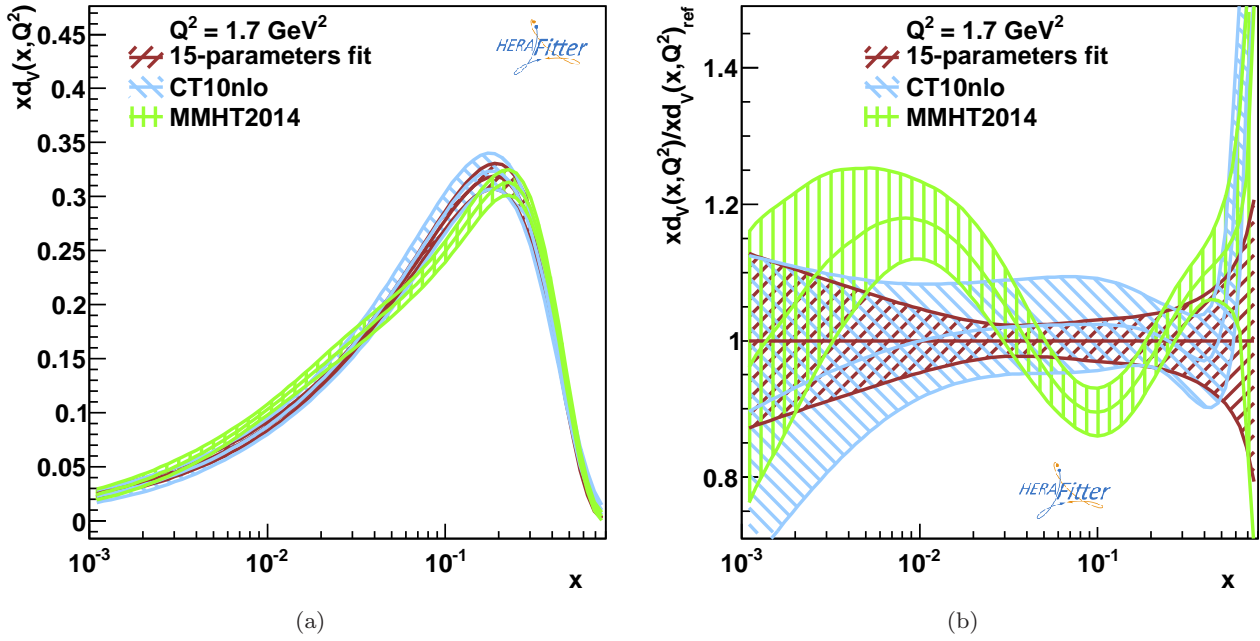 xd_V(x,Q²)
Q² = 1.7 GeV²
15-parameters fit
CT10nlo
MMHT2014
HERAFitter
0.45
0.4
0.35
0.3
0.25
0.2
0.15
0.1
0.05
0
10⁻³
10⁻²
10⁻¹
x
(a)
xd_V(x,Q²)/xd_V(x,Q²)_ref
Q² = 1.7 GeV²
15-parameters fit
CT10nlo
MMHT2014
1.4
1.2
1
0.8
HERAFitter
10⁻³
10⁻²
10⁻¹
x
(b)